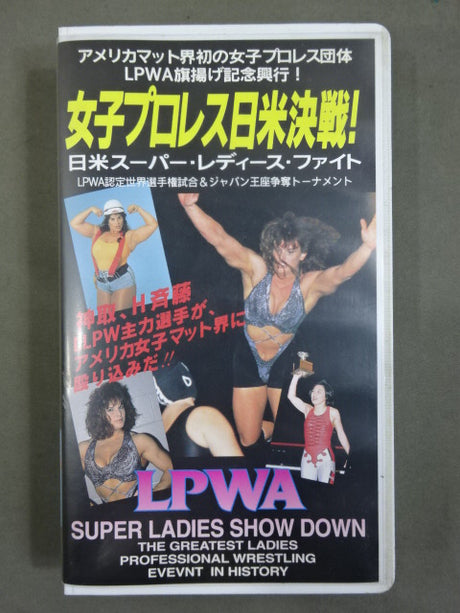 アメリカマット界初の女子プロレス団体
LPWA旗揚げ記念興行!
女子プロレス日米決戦!
日米スーパー・レディース・ファイト
LPWA認定世界選手権試合&ジャパン王座争奪トーナメント
神取、H斉藤
LLPW主力選手が、
アメリカ女子マット界に
殴り込みだ!!
LPWA
SUPER LADIES SHOW DOWN
THE GREATEST LADIES
PROFESSIONAL WRESTLING
EVEVNT IN HISTORY